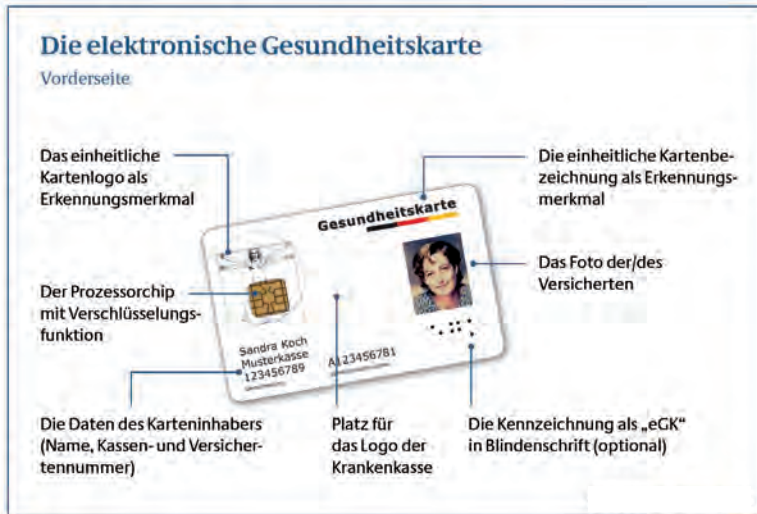 Die elektronische Gesundheitskarte
Vorderseite
Das einheitliche
Kartenlogo als
Erkennungsmerkmal
Die einheitliche Kartenbe-
zeichnung als Erkennungs-
merkmal
Gesundheitskarte
Das Foto der/des
Versicherten
Der Prozessorchip
mit Verschlüsselungs-
funktion
Sandra Koch
Musterkasse
123456789
A123456781
Die Daten des Karteninhabers
(Name, Kassen- und Versicher-
tennummer)
Platz für
das Logo der
Krankenkasse
Die Kennzeichnung als „eGK“
in Blindenschrift (optional)